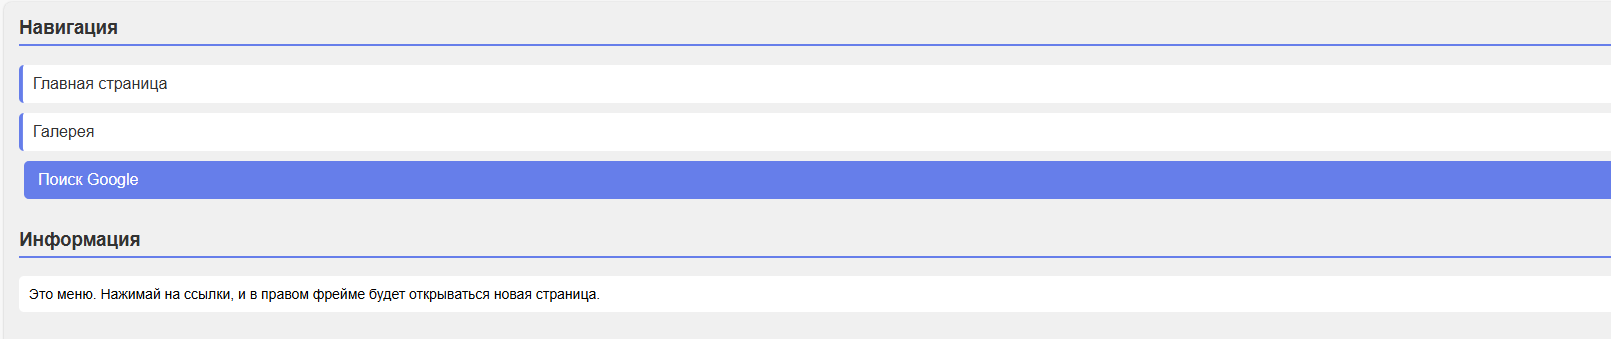 Навигация
Главная страница
Галерея
Поиск Google
Информация
Это меню. Нажимай на ссылки, и в правом фрейме будет открываться новая страница.